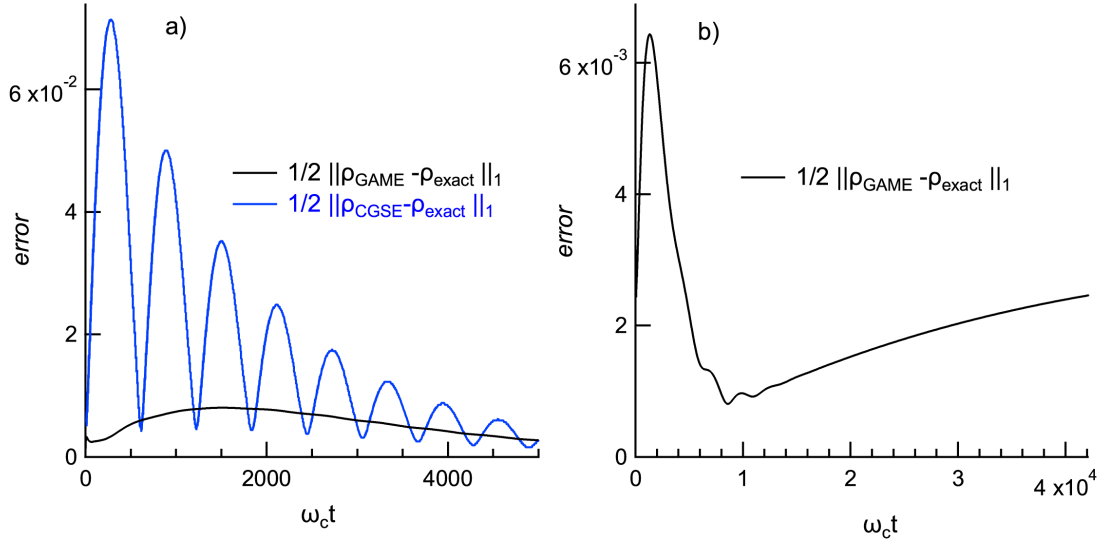 a)
6 x10⁻²
4
2
0
error
1/2 ||ρGAME -ρexact ||1
1/2 ||ρCGSE-ρexact ||1
0
2000
4000
ωct
b)
6 x10⁻³
4
2
0
error
1/2 ||ρGAME -ρexact ||1
0
1
2
3
4 x10⁴
ωct